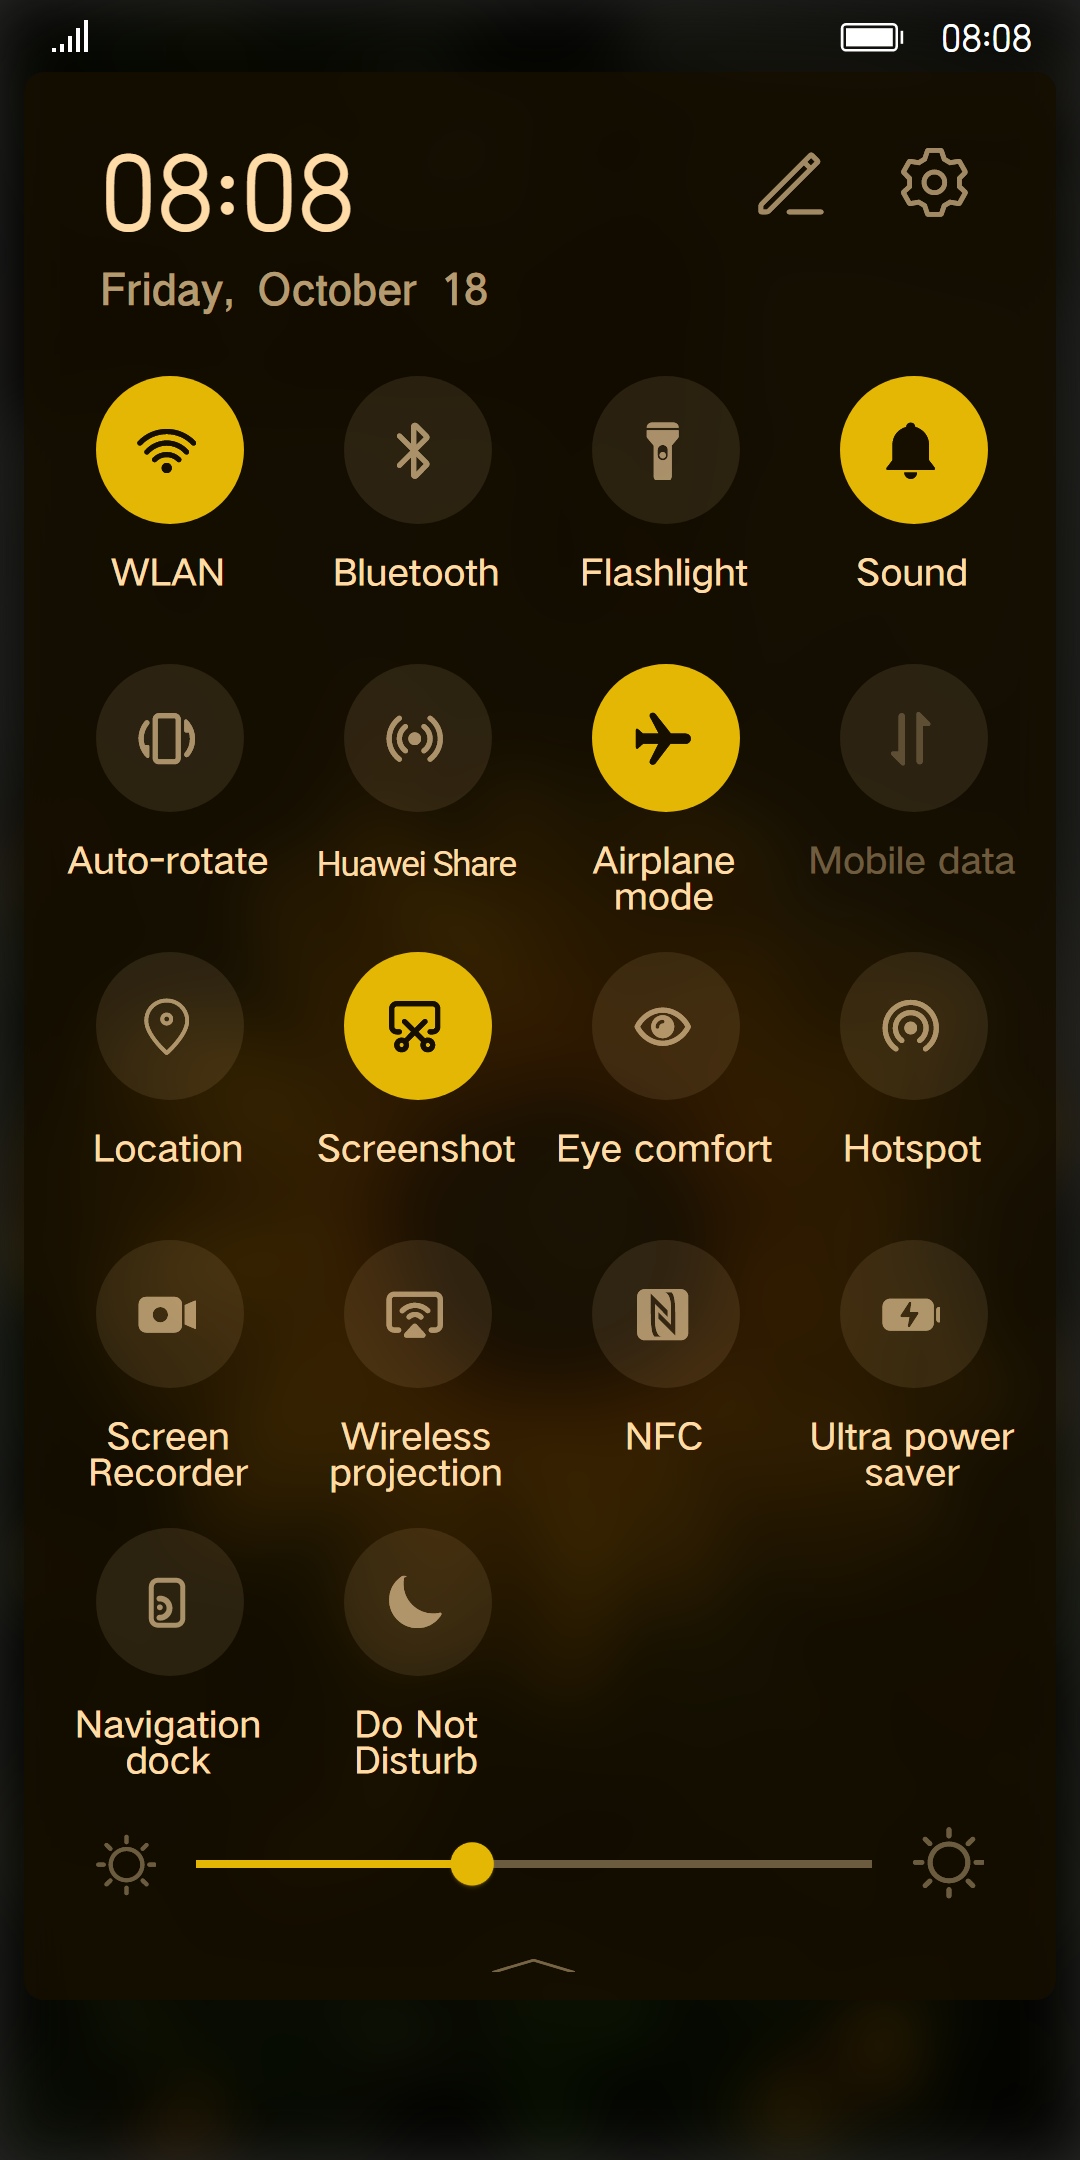 08:08
08:08
Friday, October 18
WLAN Bluetooth Flashlight Sound
Auto-rotate Huawei Share Airplane mode Mobile data
Location Screenshot Eye comfort Hotspot
Screen Recorder Wireless projection NFC Ultra power saver
Navigation dock Do Not Disturb